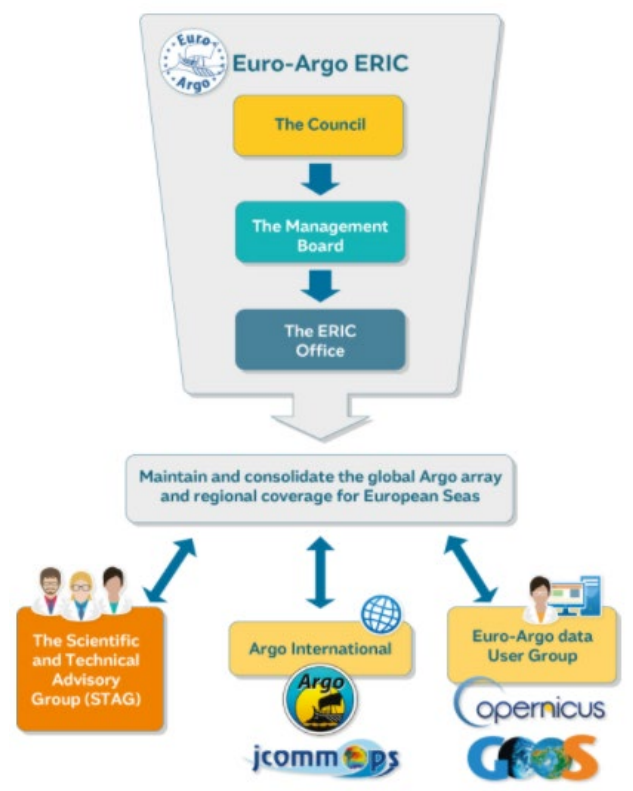 Euro
Argo
Euro-Argo ERIC
The Council
The Management
Board
The ERIC
Office
Maintain and consolidate the global Argo array
and regional coverage for European Seas
The Scientific
and Technical
Advisory
Group (STAG)
Argo International
Argo
jcommops
Euro-Argo data
User Group
opernicus
GOOS